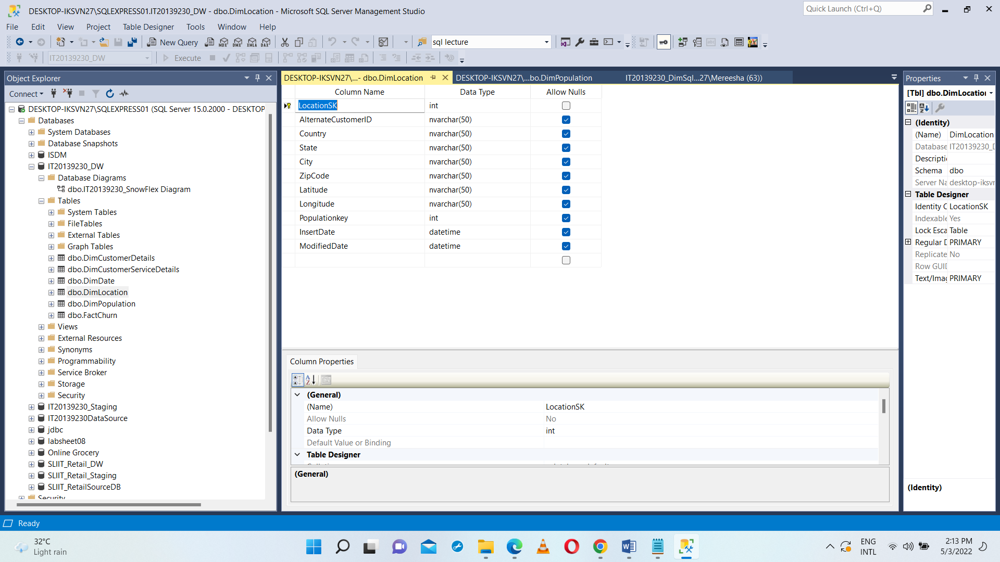 DESKTOP-IKSVN27\SQLEXPRESS01.IT20139230_DW - dbo.DimLocation - Microsoft SQL Server Management Studio
Quick Launch (Ctrl+Q)
File Edit View Project Table Designer Tools Window Help
New Query MDX DMX XMLA DAX sql lecture
IT20139230_DW Execute
Object Explorer
Connect
DESKTOP-IKSVN27\SQLEXPRESS01 (SQL Server 15.0.2000 - DESKTOP
Databases
System Databases
Database Snapshots
ISDM
IT20139230_DW
Database Diagrams
dbo.IT20139230_SnowFlex Diagram
Tables
System Tables
FileTables
External Tables
Graph Tables
dbo.DimCustomerDetails
dbo.DimCustomerServiceDetails
dbo.DimDate
dbo.DimLocation
dbo.DimPopulation
dbo.FactChurn
Views
External Resources
Synonyms
Programmability
Service Broker
Storage
Security
IT20139230_Staging
IT20139230DataSource
jdbc
labsheet08
Online Grocery
SLIIT_Retail_DW
SLIIT_Retail_Staging
SLIIT_RetailSourceDB
Security
DESKTOP-IKSVN27\...- dbo.DimLocation DESKTOP-IKSVN27\...bo.DimPopulation IT20139230_DimSql...27\Mereesha (63))
Column Name Data Type Allow Nulls
LocationSK int
AlternateCustomerID nvarchar(50)
Country nvarchar(50)
State nvarchar(50)
City nvarchar(50)
ZipCode nvarchar(50)
Latitude nvarchar(50)
Longitude nvarchar(50)
Populationkey int
InsertDate datetime
ModifiedDate datetime
Column Properties
(General)
(Name) LocationSK
Allow Nulls No
Data Type int
Default Value or Binding
Table Designer
(General)
Properties
[Tbl] dbo.DimLocation
(Identity)
(Name) DimLocation
Database IT20139230_D
Descripti
Schema dbo
Server Na desktop-iksvr
Table Designer
Identity C LocationSK
Indexable Yes
Lock Esca Table
Regular D PRIMARY
Replicate No
Row GUID
Text/Imag PRIMARY
(Identity)
Ready
32°C
Light rain
ENG
INTL
2:13 PM
5/3/2022